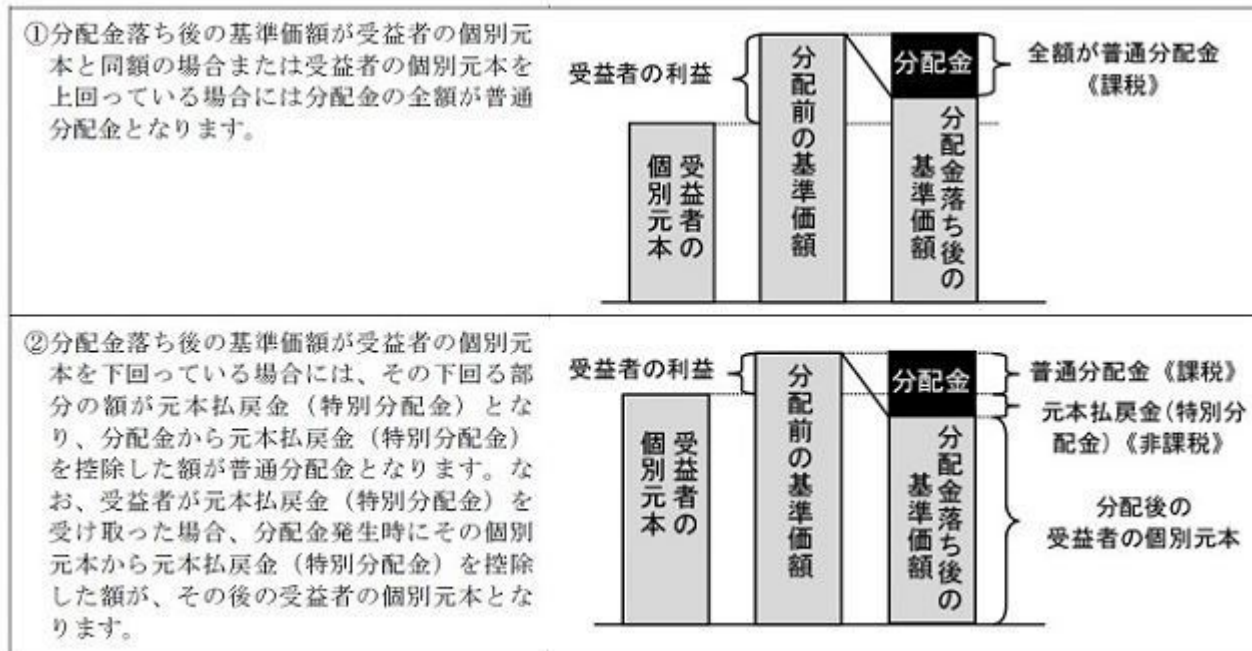 ①分配金落ち後の基準価額が受益者の個別元
本と同額の場合または受益者の個別元本を
上回っている場合には分配金の全額が普通
分配金となります。
受益者の利益
受益者の
個別元本
分配前の基準価額
分配金
分配金落ち後の
基準価額
全額が普通分配金
《課税》
②分配金落ち後の基準価額が受益者の個別元
本を下回っている場合には、その下回る部
分の額が元本払戻金（特別分配金）とな
り、分配金から元本払戻金（特別分配金）
を控除した額が普通分配金となります。な
お、受益者が元本払戻金（特別分配金）を
受け取った場合、分配金発生時にその個別
元本から元本払戻金（特別分配金）を控除
した額が、その後の受益者の個別元本とな
ります。
受益者の利益
受益者の
個別元本
分配前の基準価額
分配金
分配金落ち後の
基準価額
普通分配金《課税》
元本払戻金(特別分
配金)《非課税》
分配後の
受益者の個別元本